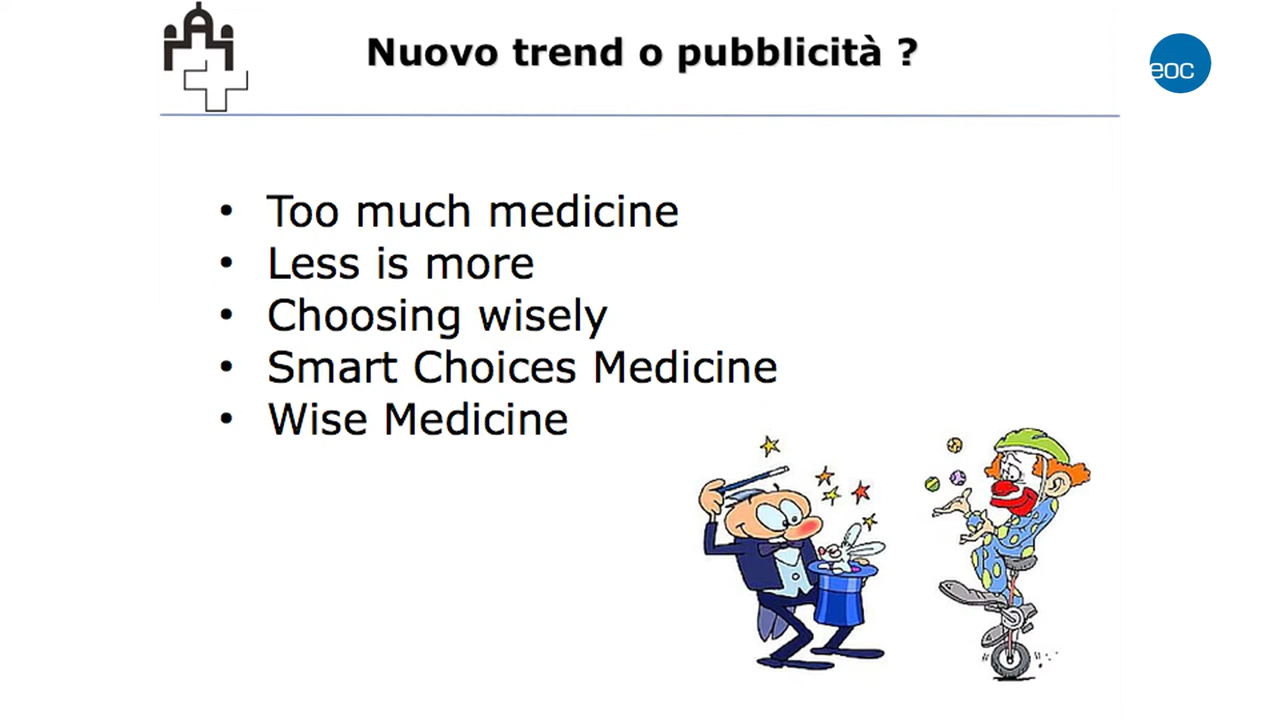 Nuovo trend o pubblicità ?
eoc
• Too much medicine
• Less is more
• Choosing wisely
• Smart Choices Medicine
• Wise Medicine